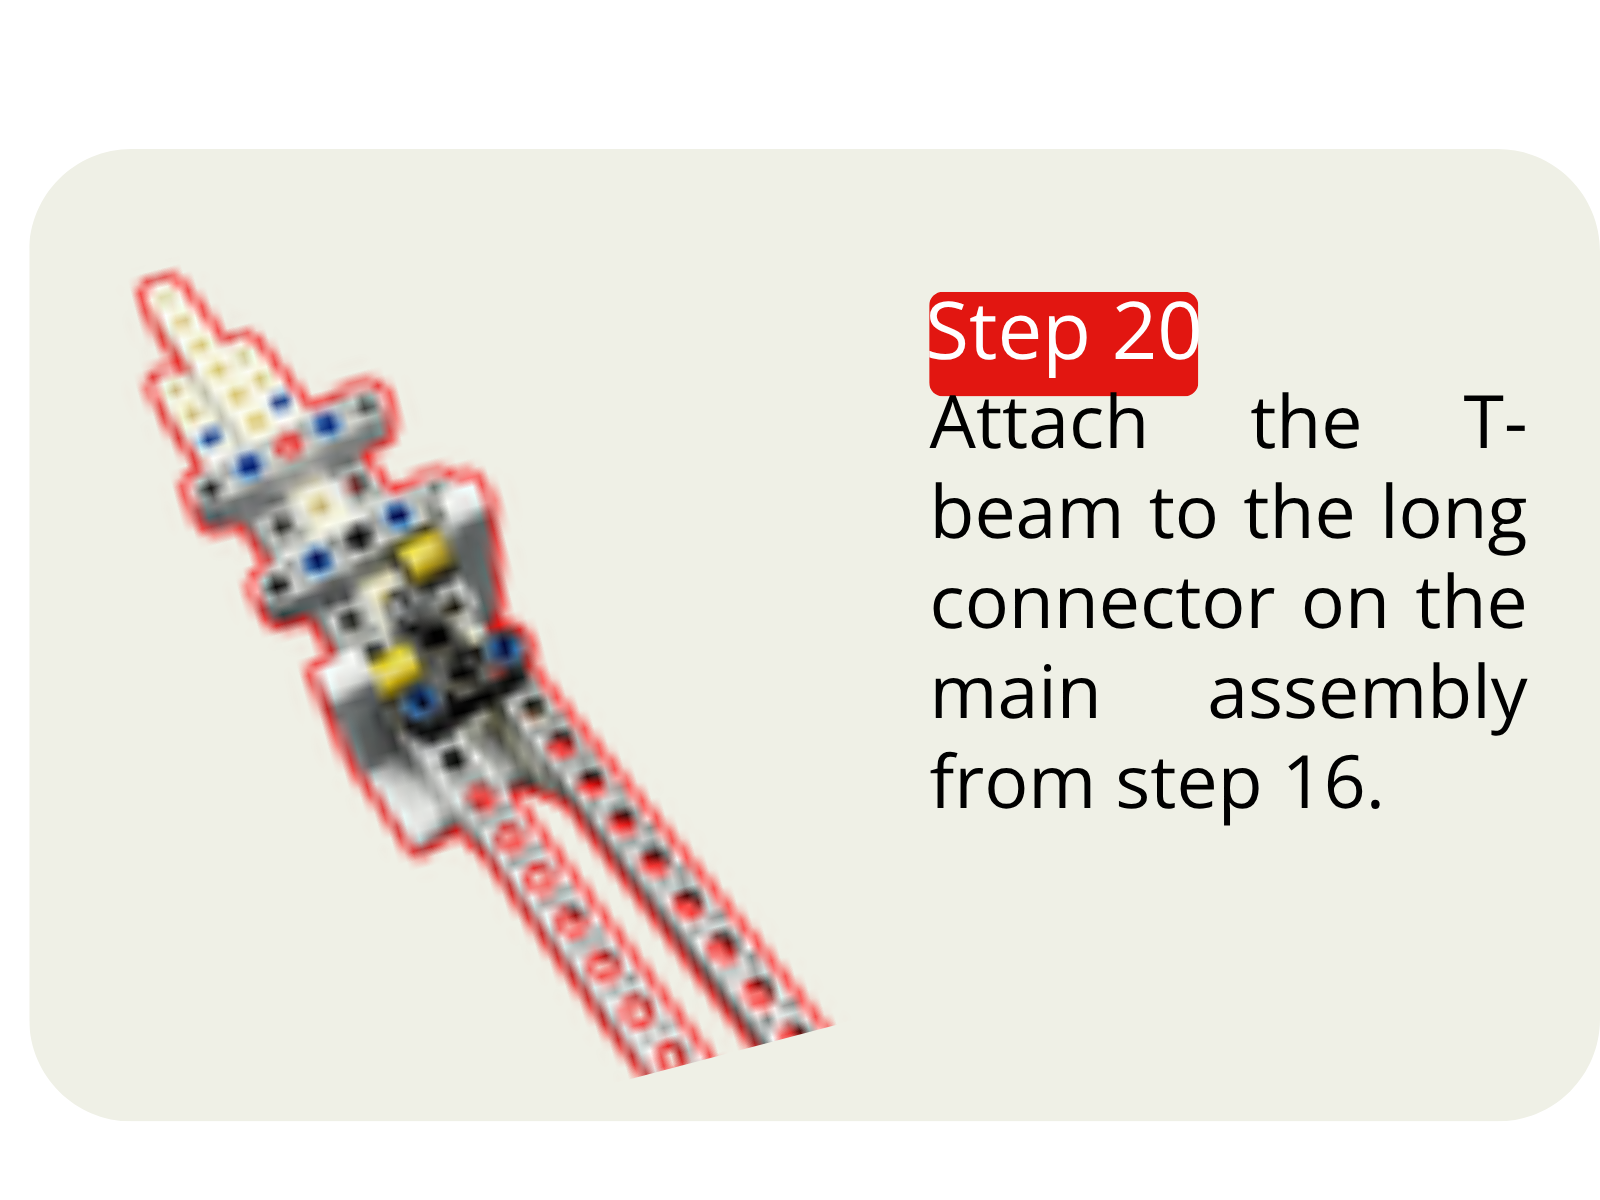 Step 20
Attach the T-
beam to the long
connector on the
main assembly
from step 16.